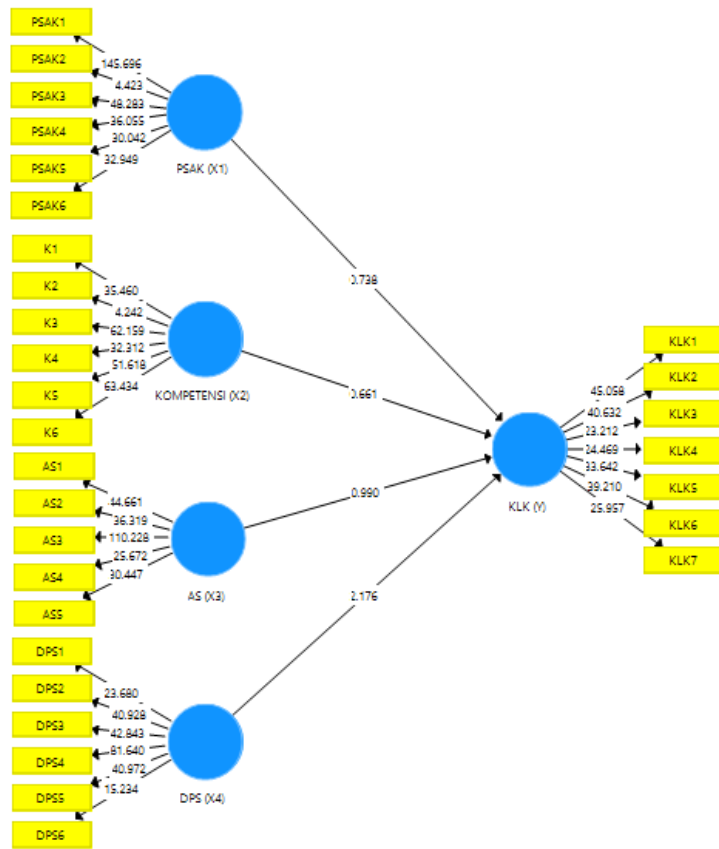 PSAK1
PSAK2
PSAK3
PSAK4
PSAK5
PSAK6
145.696
4.423
48.283
36.055
30.042
32.949
PSAK (X1)
K1
K2
K3
K4
K5
K6
35.460
4.242
62.159
32.312
51.618
63.434
KOMPETENSI (X2)
AS1
AS2
AS3
AS4
AS5
44.661
36.319
110.228
25.672
30.447
AS (X3)
DPS1
DPS2
DPS3
DPS4
DPS5
DPS6
23.680
40.928
42.843
81.640
40.972
15.234
DPS (X4)
0.738
0.661
0.990
2.176
KLK (Y)
45.058
40.632
23.212
24.469
33.642
39.210
25.957
KLK1
KLK2
KLK3
KLK4
KLK5
KLK6
KLK7